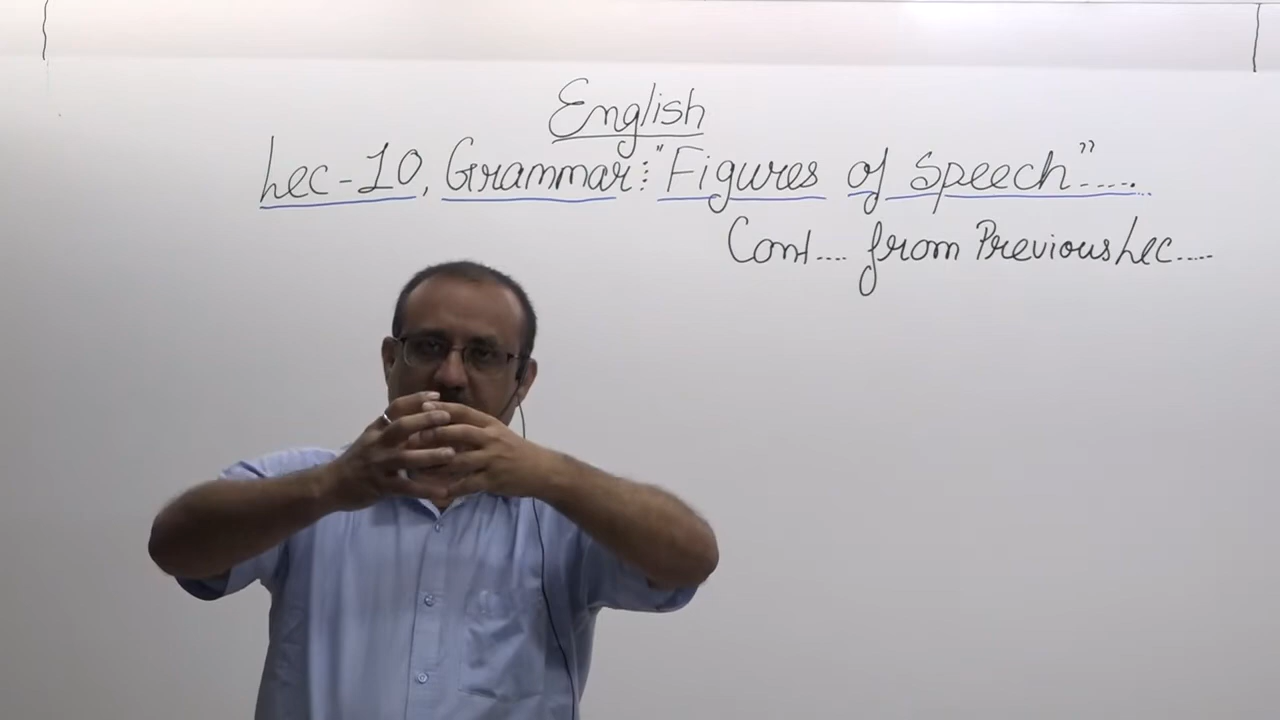 English
Lec-10, Grammar: "Figures of Speech".....
Cont.... from Previous Lec.....